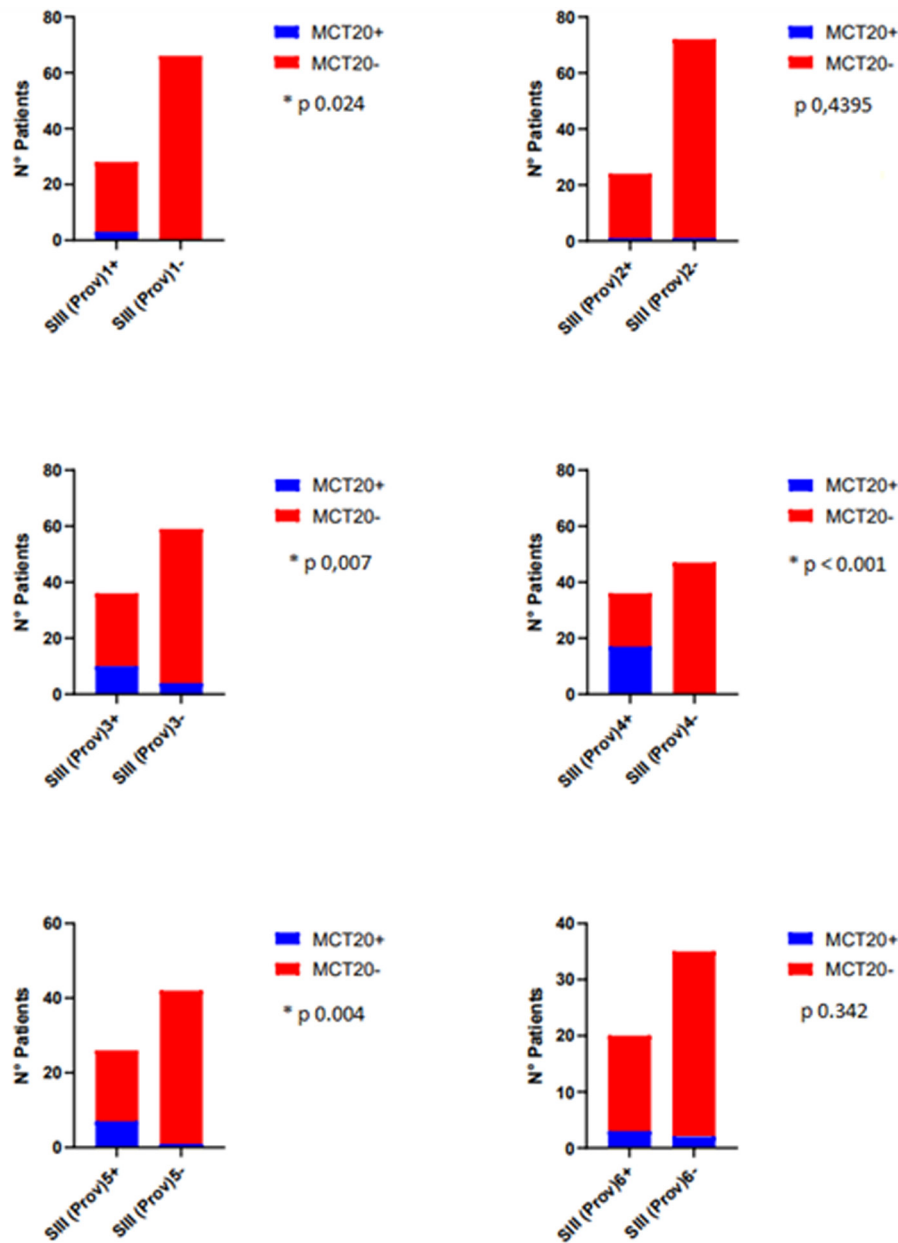 80
60
40
20
0
N° Patients
SIII (Prov)1+
SIII (Prov)1-
MCT20+
MCT20-
* p 0.024
80
60
40
20
0
N° Patients
SIII (Prov)2+
SIII (Prov)2-
MCT20+
MCT20-
p 0,4395
80
60
40
20
0
N° Patients
SIII (Prov)3+
SIII (Prov)3-
MCT20+
MCT20-
* p 0,007
80
60
40
20
0
N° Patients
SIII (Prov)4+
SIII (Prov)4-
MCT20+
MCT20-
* p < 0.001
60
40
20
0
N° Patients
SIII (Prov)5+
SIII (Prov)5-
MCT20+
MCT20-
* p 0.004
40
30
20
10
0
N° Patients
SIII (Prov)6+
SIII (Prov)6-
MCT20+
MCT20-
p 0.342